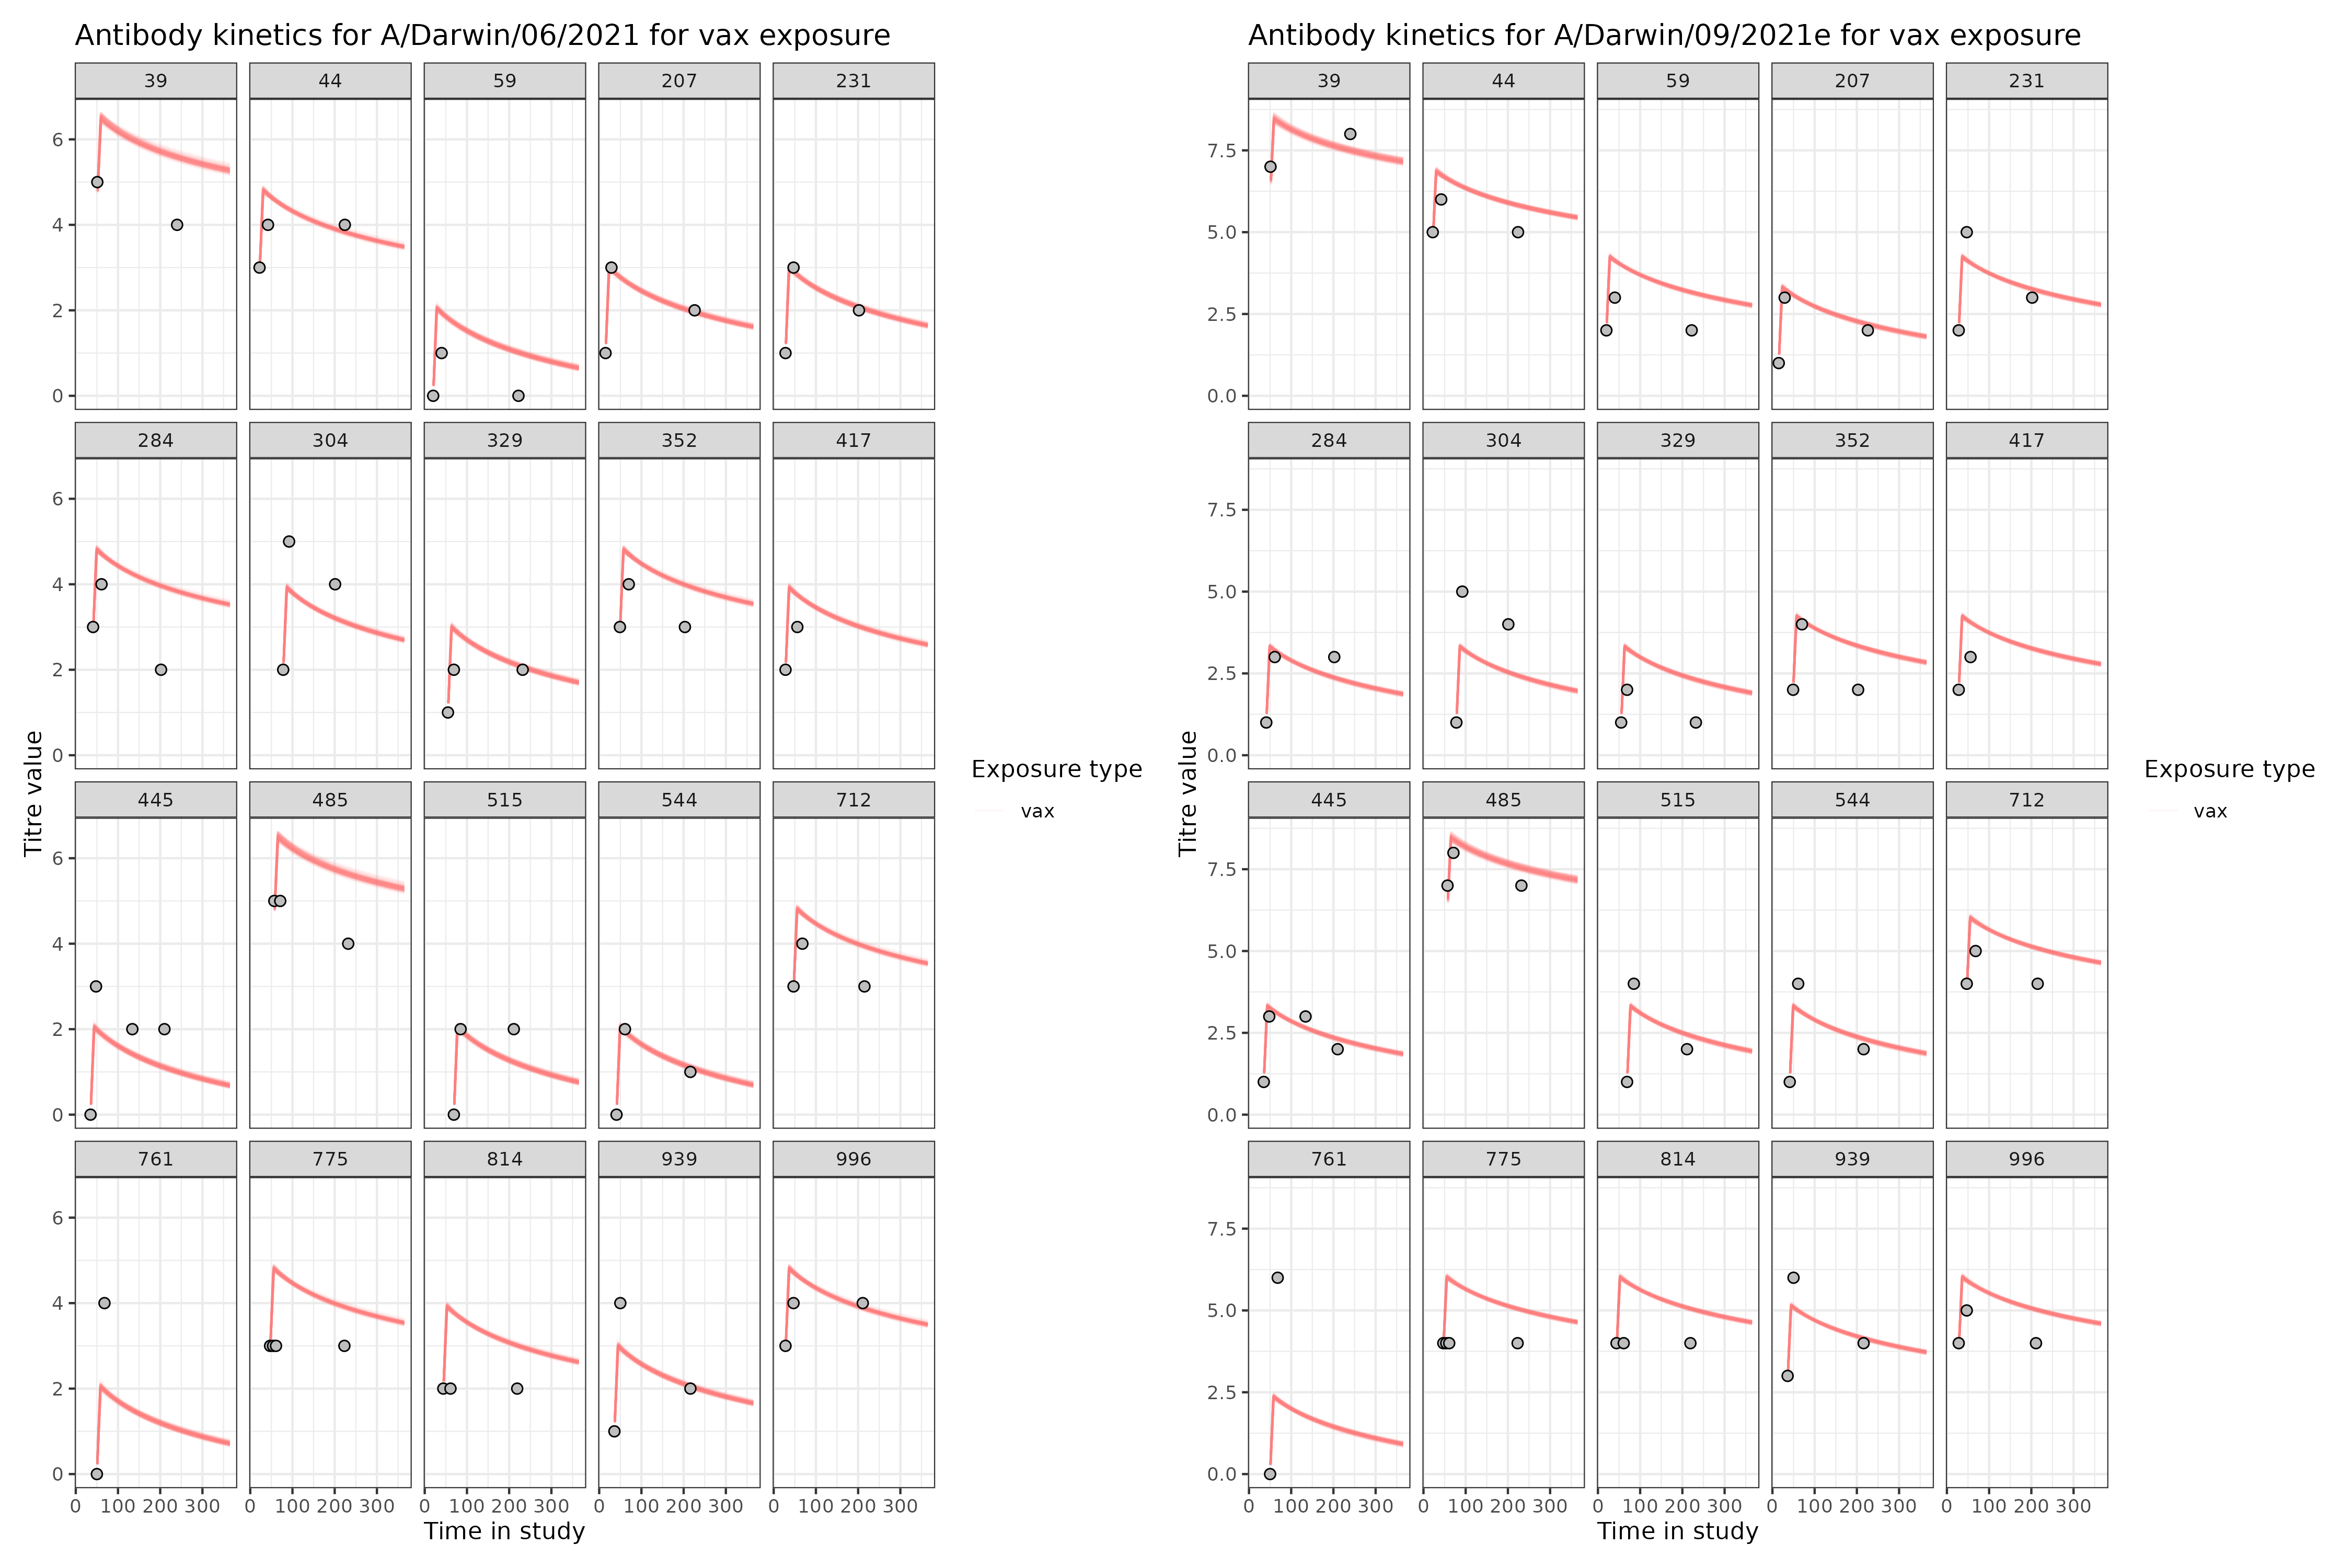 Antibody kinetics for A/Darwin/06/2021 for vax exposure
39 44 59 207 231
6
4
2
0
284 304 329 352 417
6
4
2
0
445 485 515 544 712
6
4
2
0
761 775 814 939 996
6
4
2
0
0 100 200 300 0 100 200 300 0 100 200 300 0 100 200 300 0 100 200 300
Time in study
Titre value
Exposure type
vax
Antibody kinetics for A/Darwin/09/2021e for vax exposure
39 44 59 207 231
7.5
5.0
2.5
0.0
284 304 329 352 417
7.5
5.0
2.5
0.0
445 485 515 544 712
7.5
5.0
2.5
0.0
761 775 814 939 996
7.5
5.0
2.5
0.0
0 100 200 300 0 100 200 300 0 100 200 300 0 100 200 300 0 100 200 300
Time in study
Titre value
Exposure type
vax